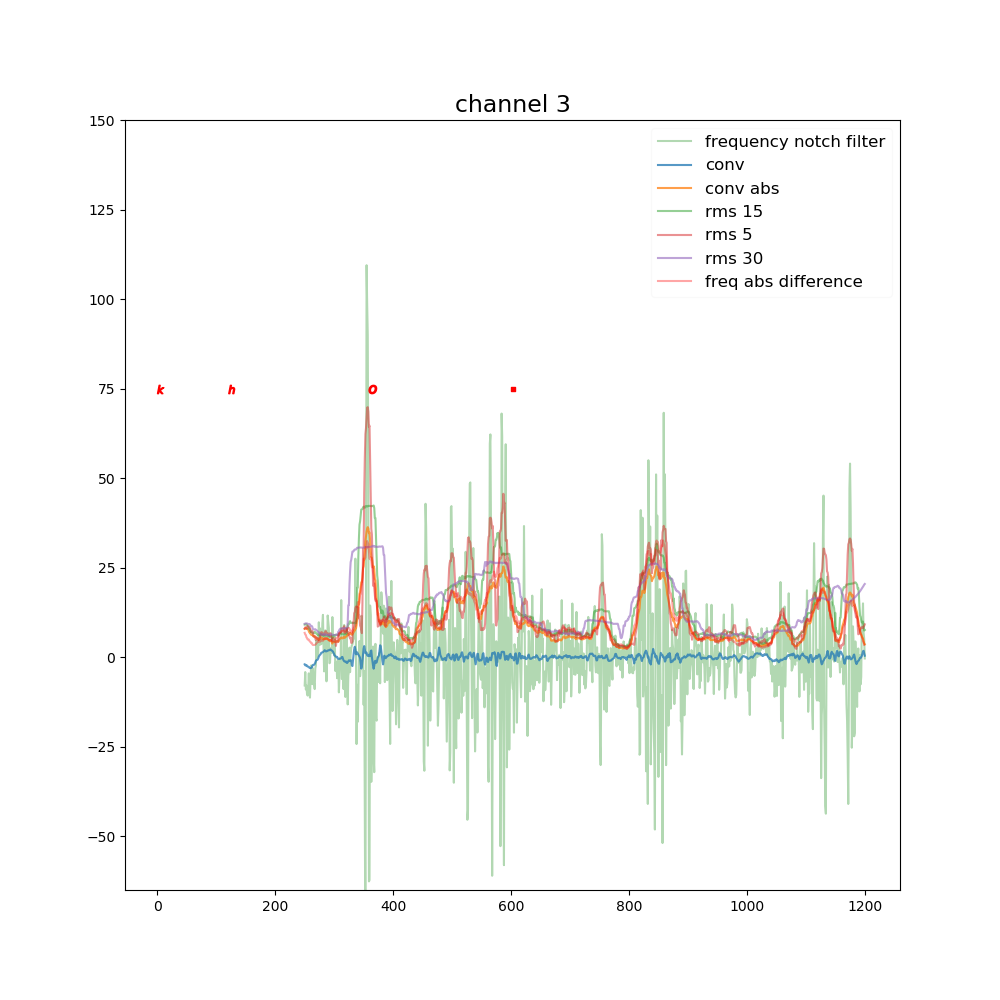 channel 3
150
125
100
75
50
25
0
−25
−50
0 200 400 600 800 1000 1200
frequency notch filter
conv
conv abs
rms 15
rms 5
rms 30
freq abs difference
k h O .